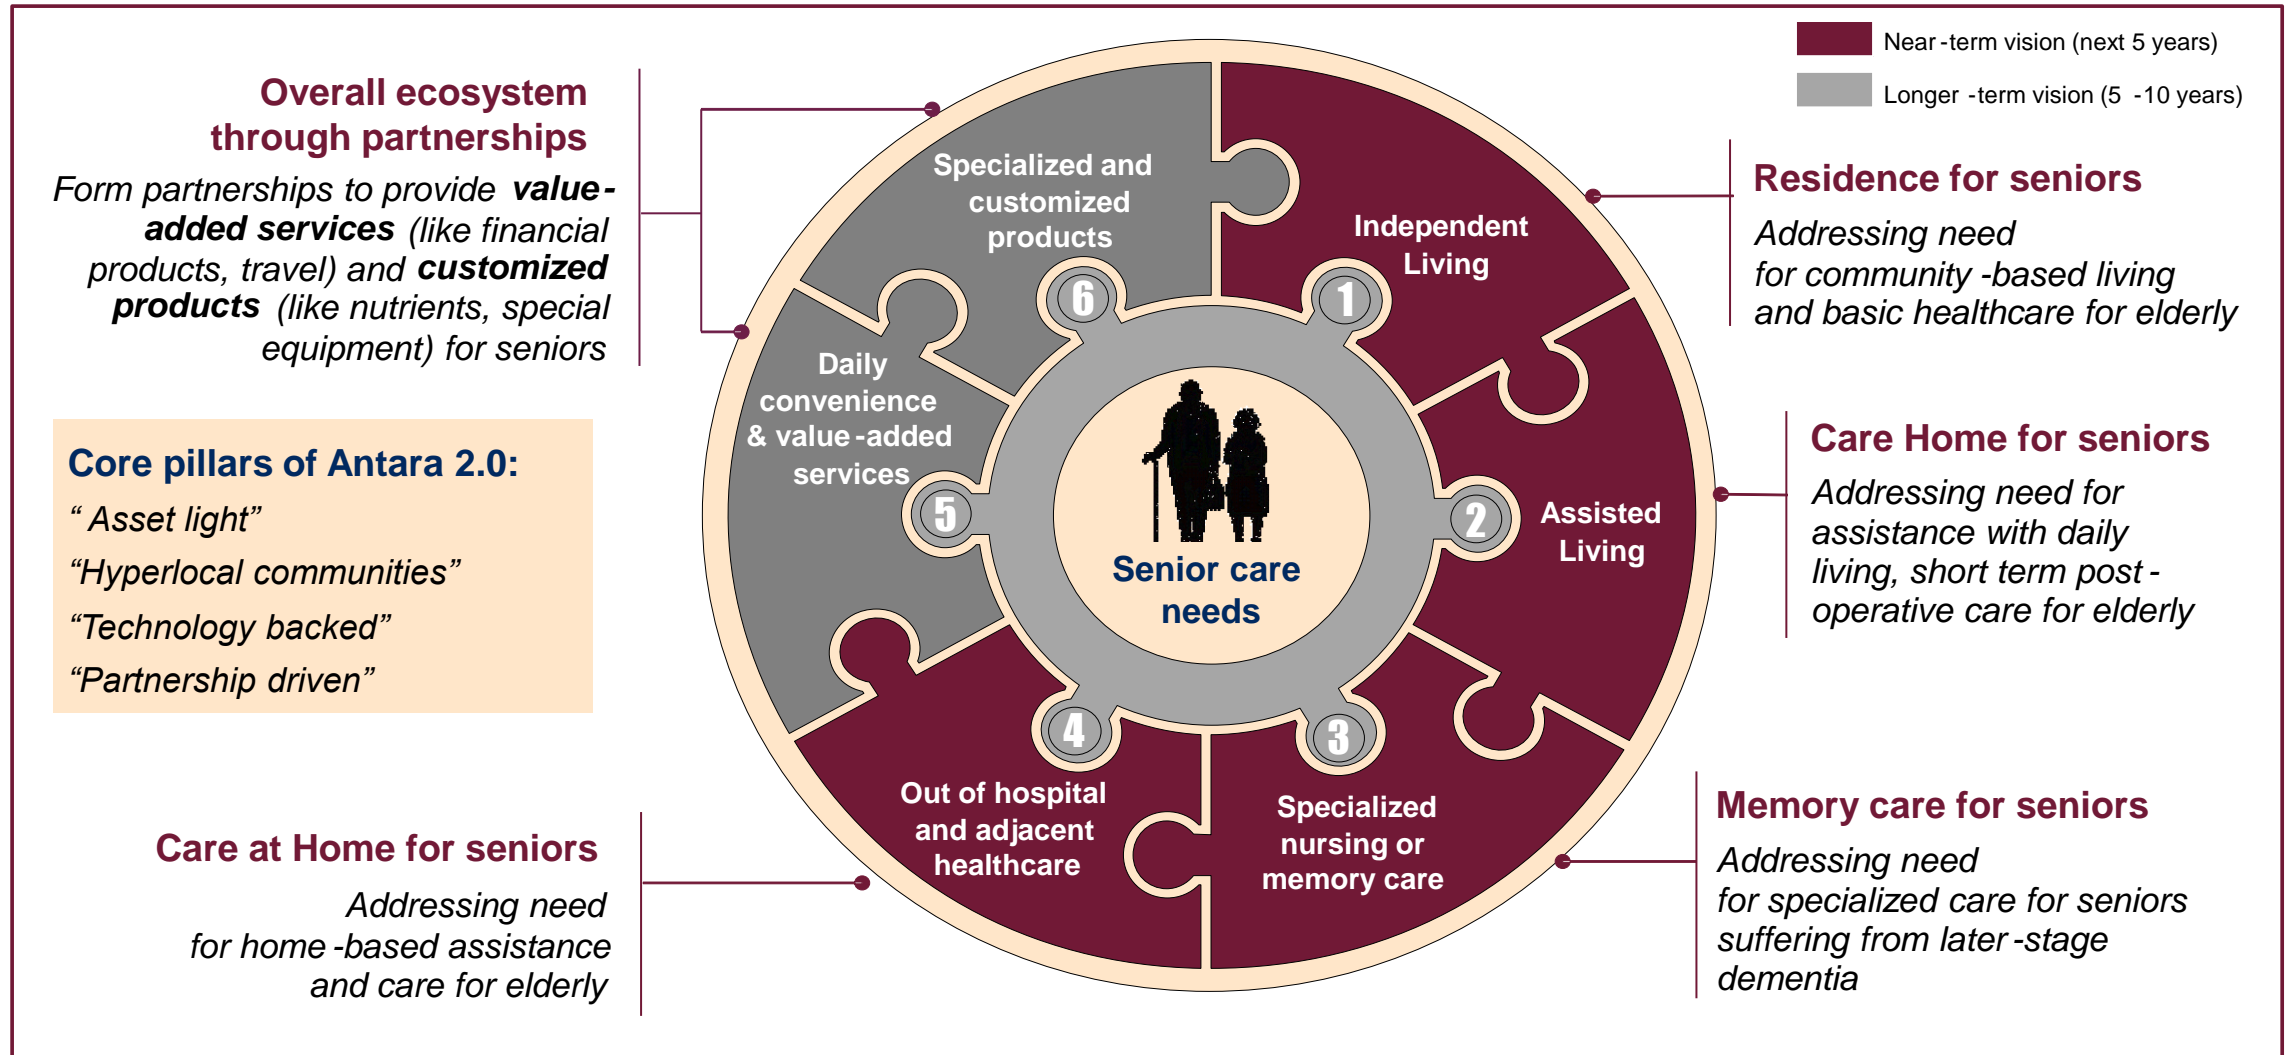 Near-term vision (next 5 years)
Longer-term vision (5-10 years)
Overall ecosystem
through partnerships
Form partnerships to provide value-
added services (like financial
products, travel) and customized
products (like nutrients, special
equipment) for seniors
Core pillars of Antara 2.0:
“ Asset light”
“Hyperlocal communities”
“Technology backed”
“Partnership driven”
Care at Home for seniors
Addressing need
for home-based assistance
and care for elderly
Specialized and
customized
products
6
Independent
Living
1
Daily
convenience
& value-added
services
5
Senior care
needs
2
Assisted
Living
4
Out of hospital
and adjacent
healthcare
3
Specialized
nursing or
memory care
Residence for seniors
Addressing need
for community-based living
and basic healthcare for elderly
Care Home for seniors
Addressing need for
assistance with daily
living, short term post-
operative care for elderly
Memory care for seniors
Addressing need
for specialized care for seniors
suffering from later-stage
dementia